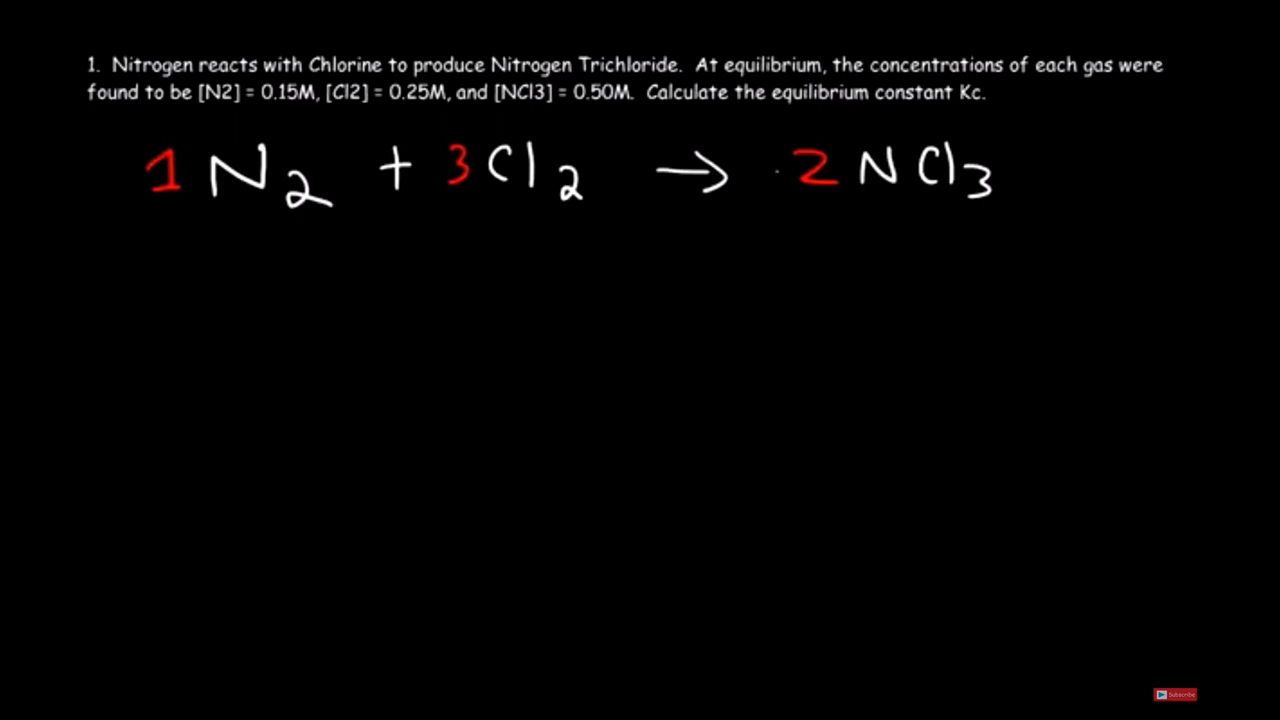 1. Nitrogen reacts with Chlorine to produce Nitrogen Trichloride. At equilibrium, the concentrations of each gas were
found to be [N2] = 0.15M, [Cl2] = 0.25M, and [NCl3] = 0.50M. Calculate the equilibrium constant Kc.
1 N2 + 3 Cl2 → 2 NCl3
Subscribe